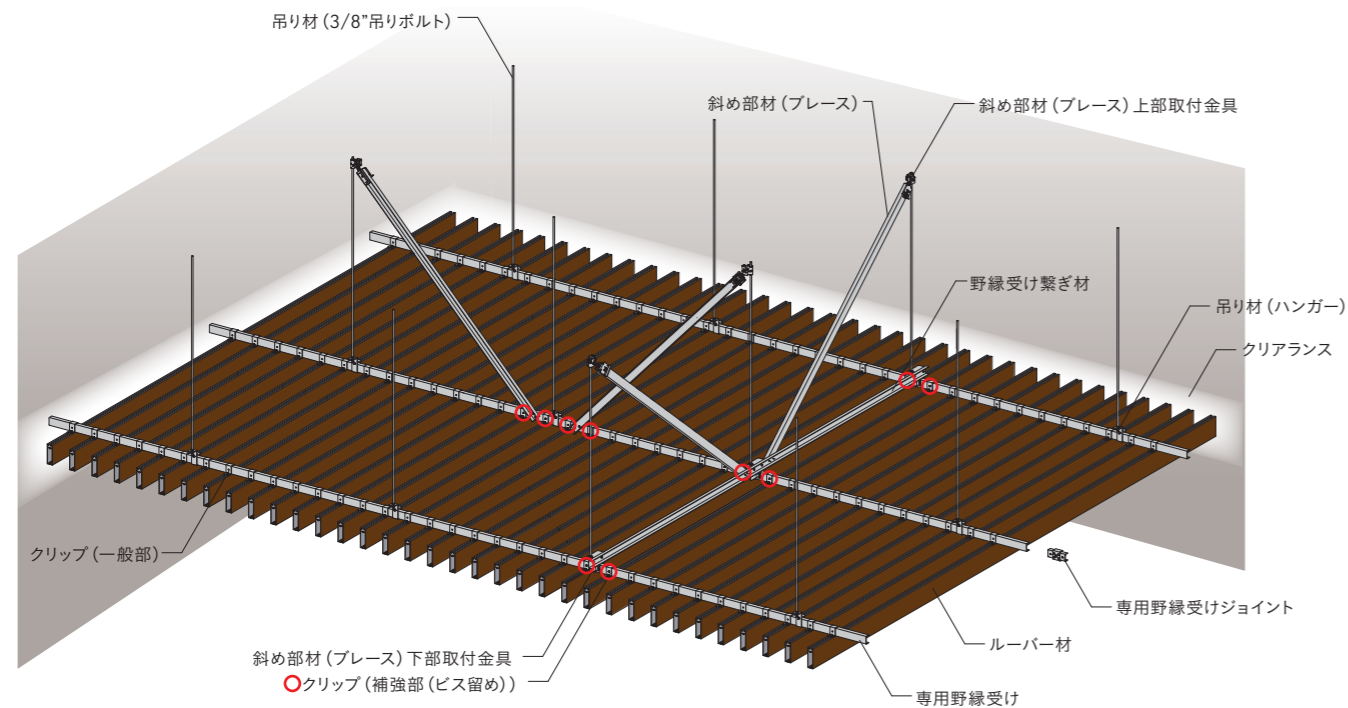 吊り材(3/8”吊りボルト)
斜め部材(ブレース)
斜め部材(ブレース)上部取付金具
野縁受け繋ぎ材
吊り材(ハンガー)
クリアランス
クリップ(一般部)
専用野縁受けジョイント
ルーバー材
斜め部材(ブレース)下部取付金具
クリップ(補強部(ビス留め))
専用野縁受け